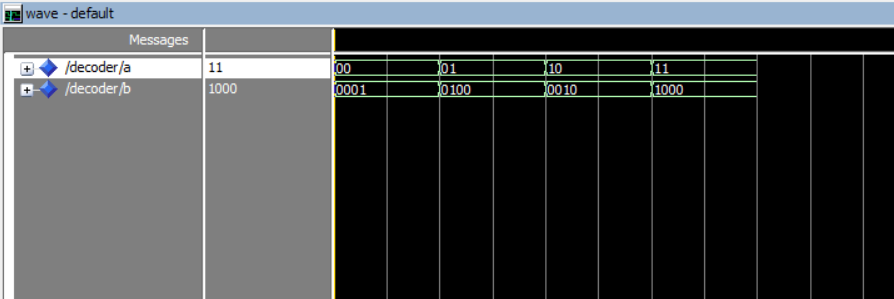 wave - default
Messages
/decoder/a 11 00 01 10 11
/decoder/b 1000 0001 0100 0010 1000